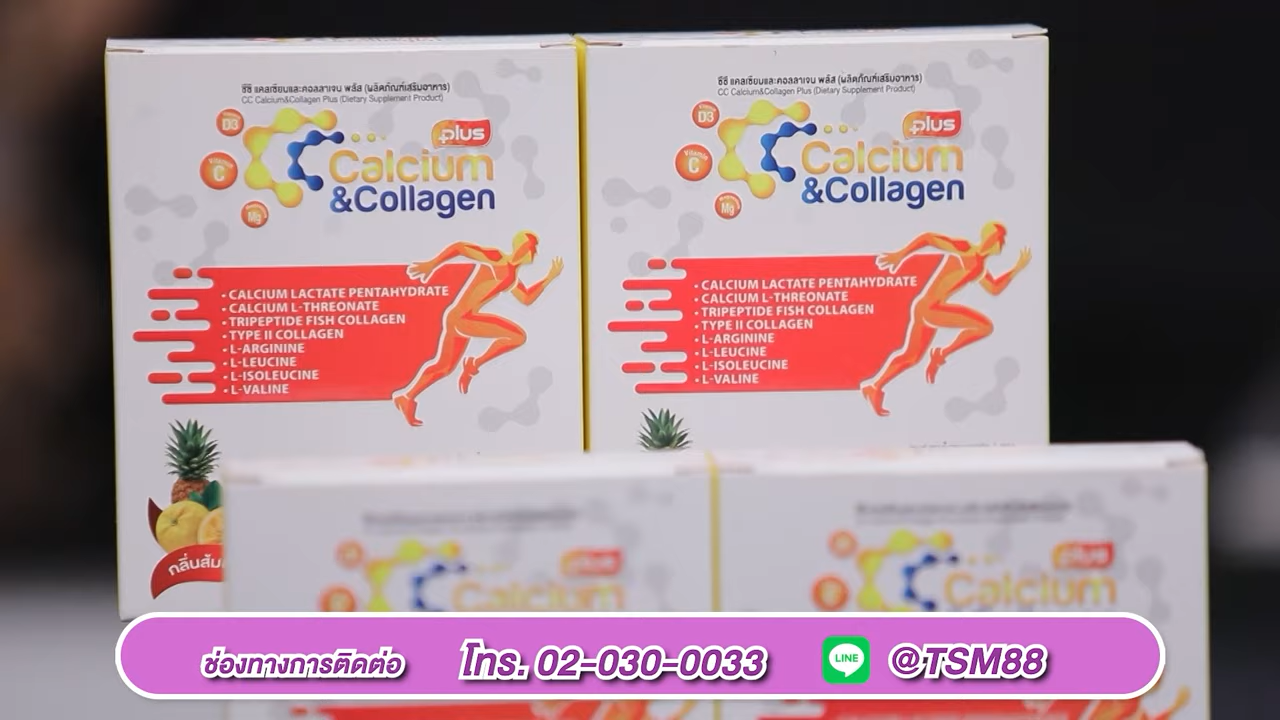 ซีซี แคลเซียมและคอลลาเจน พลัส (ผลิตภัณฑ์เสริมอาหาร)
CC Calcium&Collagen Plus (Dietary Supplement Product)
D3
Vitamin
C
Mg
plus
Calcium
&Collagen
• CALCIUM LACTATE PENTAHYDRATE
• CALCIUM L-THREONATE
• TRIPEPTIDE FISH COLLAGEN
• TYPE II COLLAGEN
• L-ARGININE
• L-LEUCINE
• L-ISOLEUCINE
• L-VALINE
ซีซี แคลเซียมและคอลลาเจน พลัส (ผลิตภัณฑ์เสริมอาหาร)
CC Calcium&Collagen Plus (Dietary Supplement Product)
D3
Vitamin
C
Mg
plus
Calcium
&Collagen
• CALCIUM LACTATE PENTAHYDRATE
• CALCIUM L-THREONATE
• TRIPEPTIDE FISH COLLAGEN
• TYPE II COLLAGEN
• L-ARGININE
• L-LEUCINE
• L-ISOLEUCINE
• L-VALINE
plus
Calcium
plus
Calcium
ช่องทางการติดต่อ โทร. 02-030-0033 LINE @TSM88